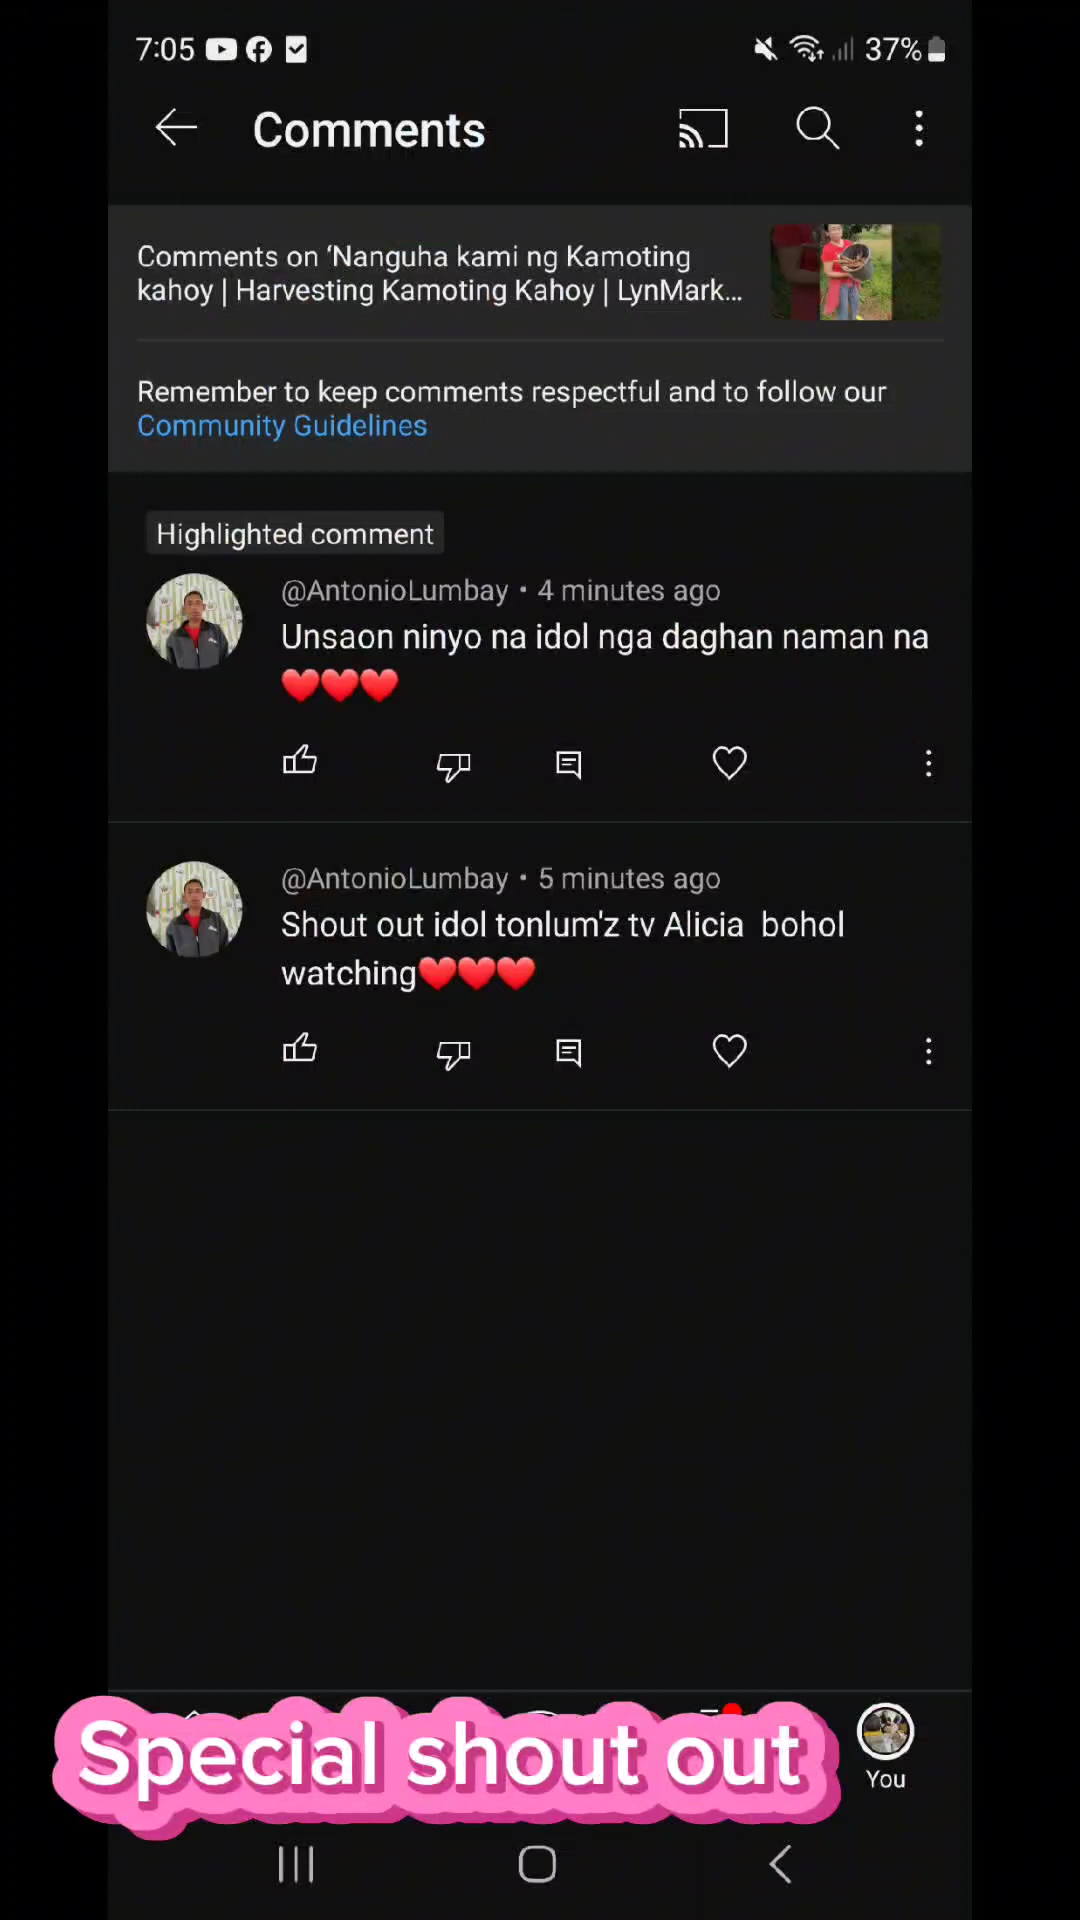 7:05
37%
Comments
Comments on ‘Nanguha kami ng Kamoting
kahoy | Harvesting Kamoting Kahoy | LynMark...
Remember to keep comments respectful and to follow our
Community Guidelines
Highlighted comment
@AntonioLumbay • 4 minutes ago
Unsaon ninyo na idol nga daghan naman na
❤️❤️❤️
@AntonioLumbay • 5 minutes ago
Shout out idol tonlum'z tv Alicia  bohol
watching❤️❤️❤️
Special shout out
You